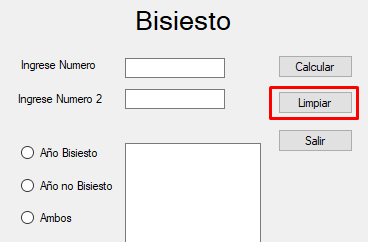 Bisiesto
Ingrese Numero
Calcular
Ingrese Numero 2
Limpiar
Salir
Año Bisiesto
Año no Bisiesto
Ambos